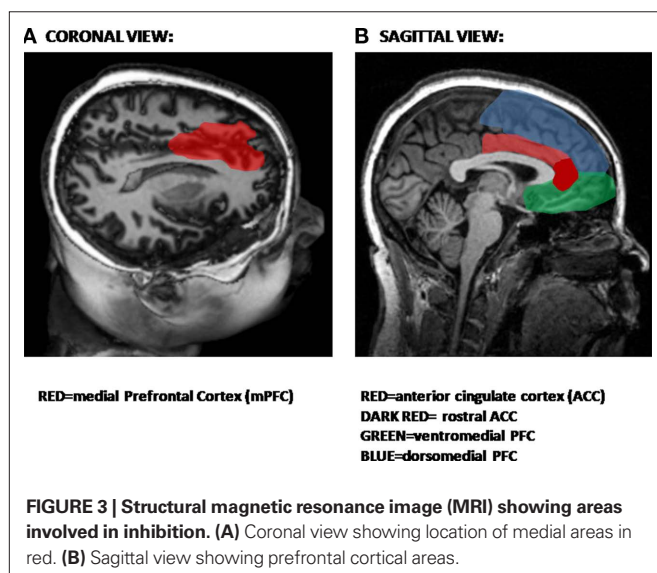 A CORONAL VIEW:
B SAGITTAL VIEW:
RED=medial Prefrontal Cortex (mPFC)
RED=anterior cingulate cortex (ACC)
DARK RED= rostral ACC
GREEN=ventromedial PFC
BLUE=dorsomedial PFC
FIGURE 3 | Structural magnetic resonance image (MRI) showing areas
involved in inhibition. (A) Coronal view showing location of medial areas in
red. (B) Sagittal view showing prefrontal cortical areas.